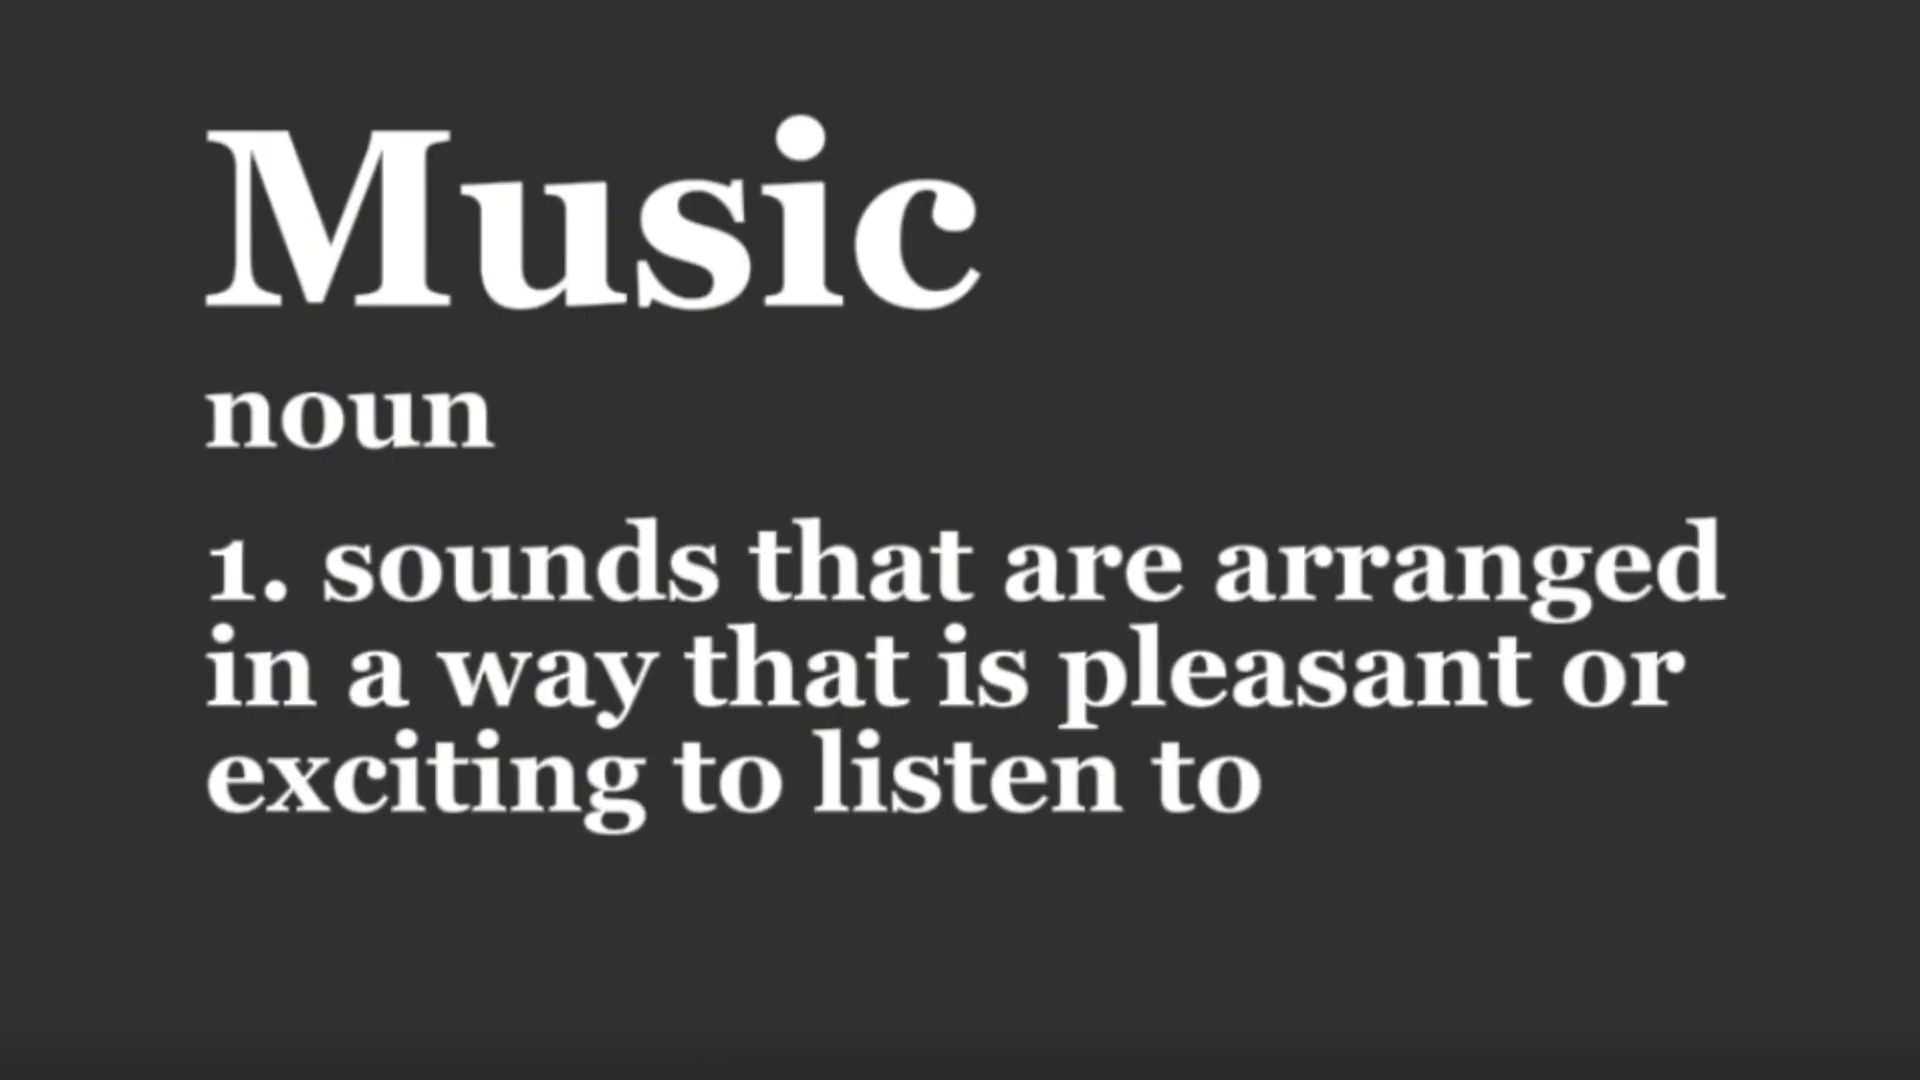 Music
noun
1. sounds that are arranged
in a way that is pleasant or
exciting to listen to